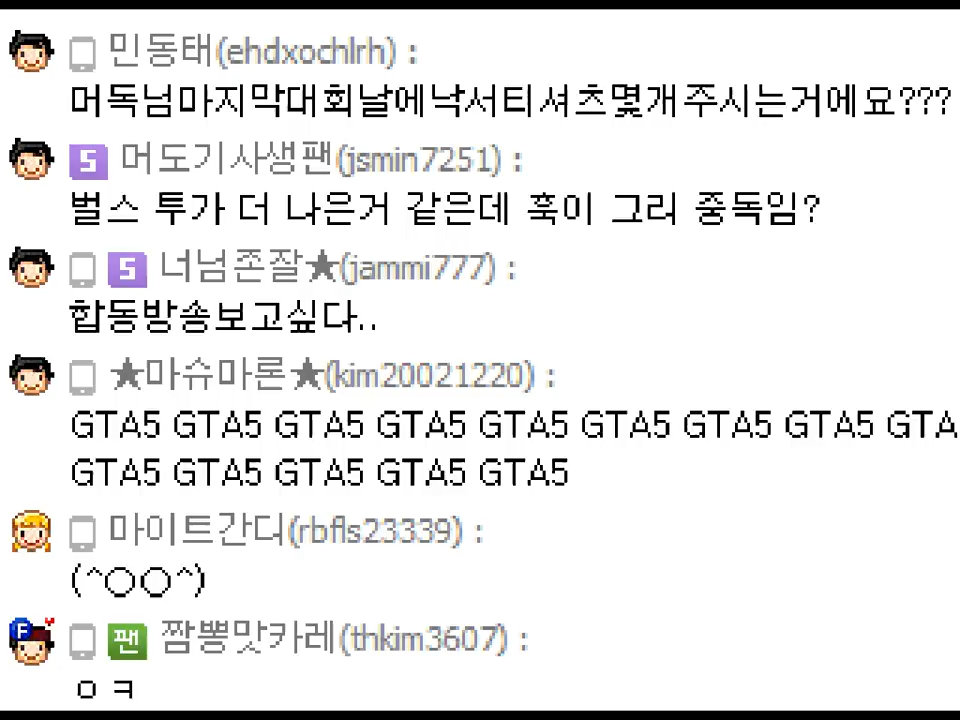 민동태(ehdxochlrh) :
머독님마지막대회날에낙서티셔츠몇개주시는거에요???
S 머도기사생팬(jsmin7251) :
벌스 투가 더 나은거 같은데 훅이 그리 중독임?
S 너넘존잘★(jammi777) :
합동방송보고싶다..
★마슈마론★(kim20021220) :
GTA5 GTA5 GTA5 GTA5 GTA5 GTA5 GTA5 GTA5 GTA
GTA5 GTA5 GTA5 GTA5 GTA5
마이트간디(rbfls23339) :
(^○○^)
F 팬 짬뽕맛카레(thkim3607) :
ㅇㅋ